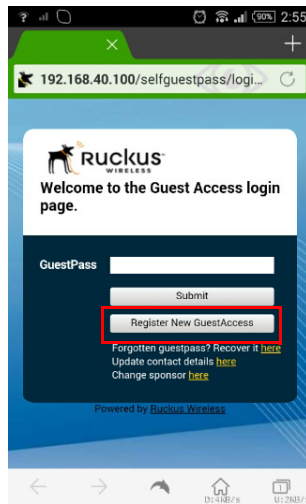 ? 90% 2:55
192.168.40.100/selfguestpass/logi...
Ruckus
WIRELESS
Welcome to the Guest Access login
page.
GuestPass
Submit
Register New GuestAccess
Forgotten guestpass? Recover it here
Update contact details here
Change sponsor here
Powered by Ruckus Wireless
D:4KB/s U:2KB/